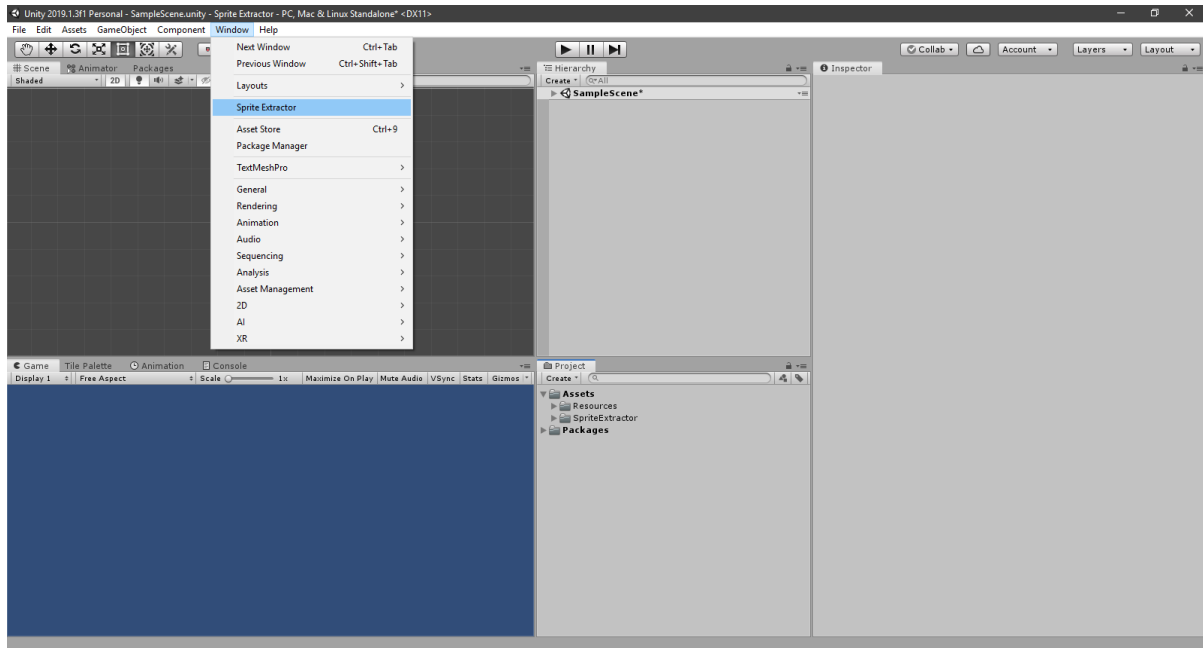 Unity 2019.1.3f1 Personal - SampleScene.unity - Sprite Extractor - PC, Mac & Linux Standalone* <DX11>
File Edit Assets GameObject Component Window Help
Collab Account Layers Layout
Next Window Ctrl+Tab
Previous Window Ctrl+Shift+Tab
Layouts
Sprite Extractor
Asset Store Ctrl+9
Package Manager
TextMeshPro
General
Rendering
Animation
Audio
Sequencing
Analysis
Asset Management
2D
AI
XR
Scene Animator Packages
Shaded 2D
Hierarchy
Create All
SampleScene*
Inspector
Game Tile Palette Animation Console
Display 1 Free Aspect Scale 1x Maximize On Play Mute Audio VSync Stats Gizmos
Project
Create
Assets
Resources
SpriteExtractor
Packages